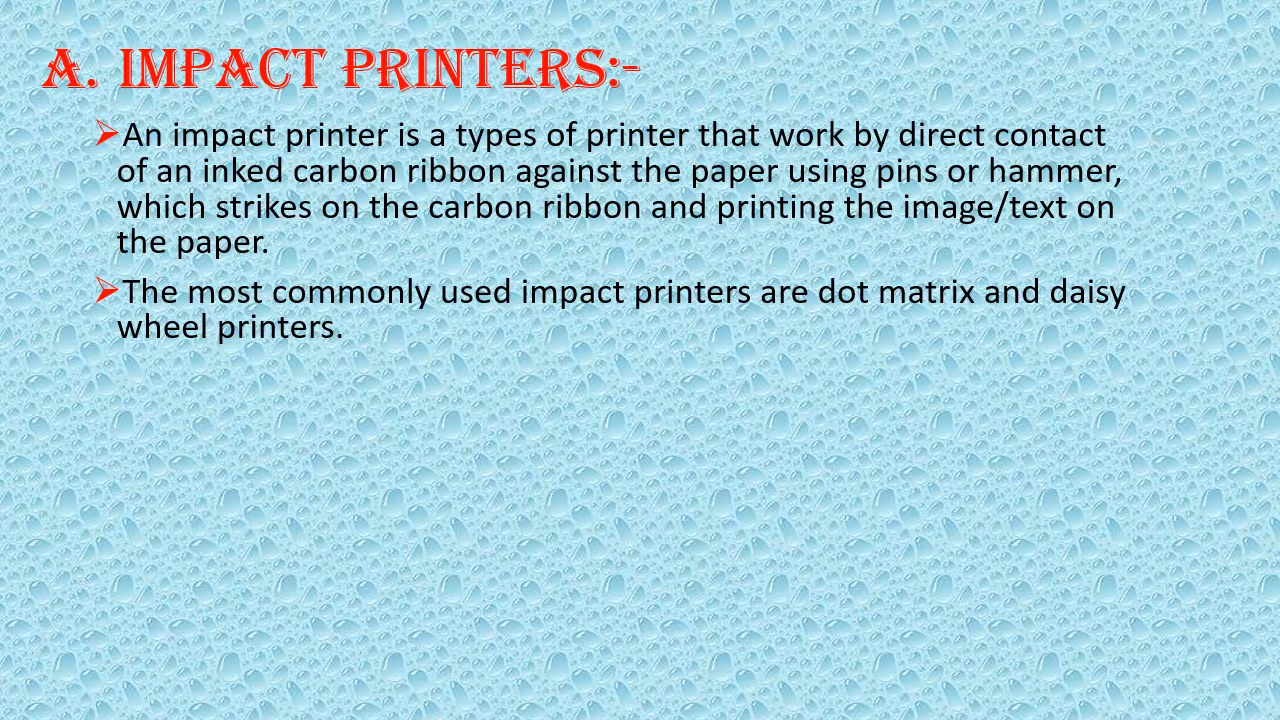 A. IMPACT PRINTERS:-
➢An impact printer is a types of printer that work by direct contact
of an inked carbon ribbon against the paper using pins or hammer,
which strikes on the carbon ribbon and printing the image/text on
the paper.
➢The most commonly used impact printers are dot matrix and daisy
wheel printers.